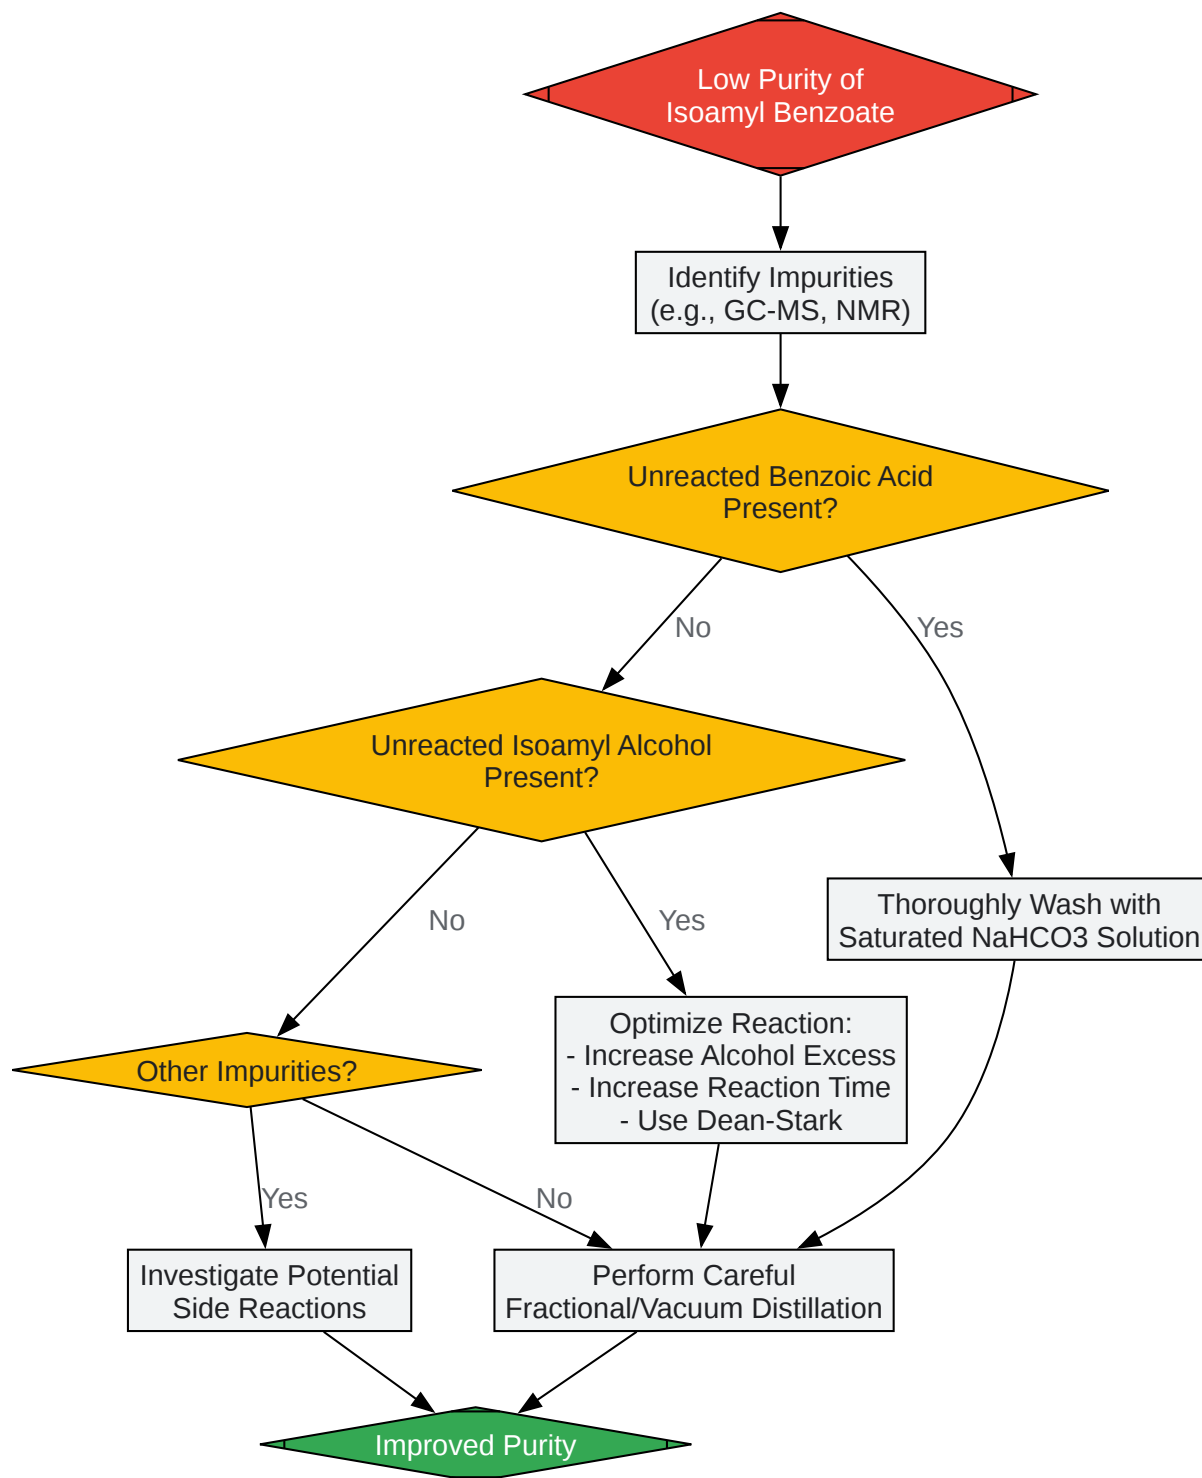 Low Purity of
Isoamyl Benzoate
Identify Impurities
(e.g., GC-MS, NMR)
Unreacted Benzoic Acid
Present?
No
Yes
Unreacted Isoamyl Alcohol
Present?
Thoroughly Wash with
Saturated NaHCO3 Solution
No
Yes
Optimize Reaction:
- Increase Alcohol Excess
- Increase Reaction Time
- Use Dean-Stark
Other Impurities?
Yes
No
Investigate Potential
Side Reactions
Perform Careful
Fractional/Vacuum Distillation
Improved Purity